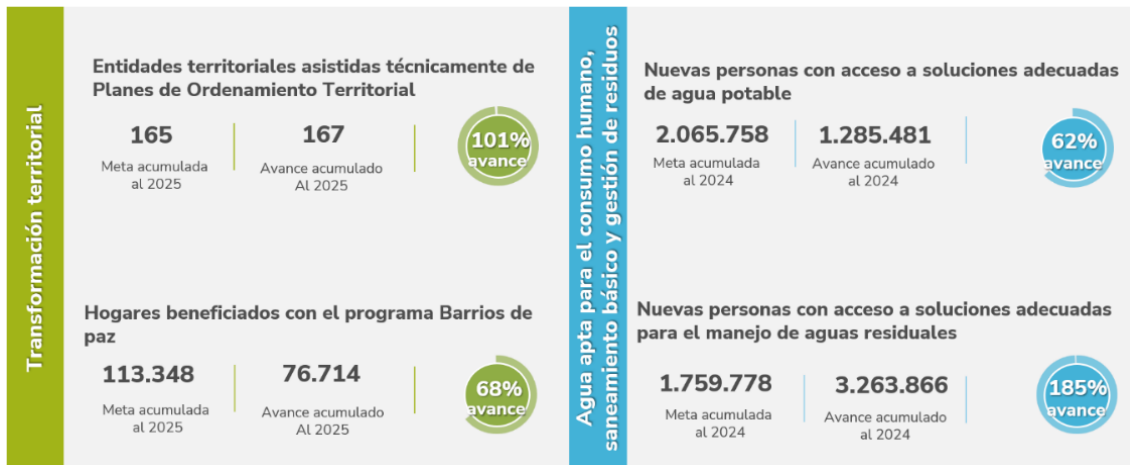 Transformación territorial
Entidades territoriales asistidas técnicamente de
Planes de Ordenamiento Territorial
165
Meta acumulada
al 2025
167
Avance acumulado
Al 2025
101%
avance
Hogares beneficiados con el programa Barrios de
paz
113.348
Meta acumulada
al 2025
76.714
Avance acumulado
Al 2025
68%
avance
Agua apta para el consumo humano,
saneamiento básico y gestión de residuos
Nuevas personas con acceso a soluciones adecuadas
de agua potable
2.065.758
Meta acumulada
al 2024
1.285.481
Avance acumulado
al 2024
62%
avance
Nuevas personas con acceso a soluciones adecuadas
para el manejo de aguas residuales
1.759.778
Meta acumulada
al 2024
3.263.866
Avance acumulado
al 2024
185%
avance